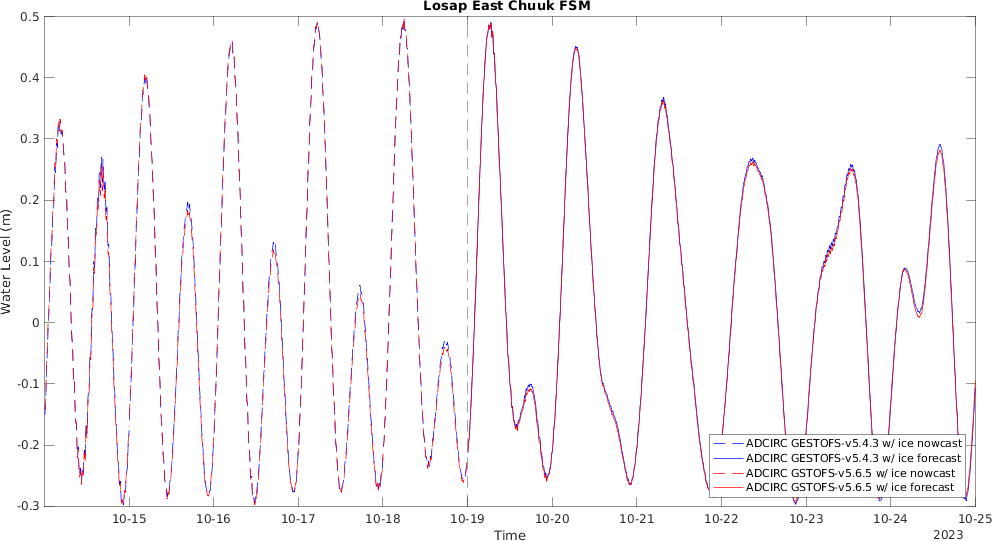 Losap East Chuuk FSM
0.5
0.4
0.3
0.2
0.1
0
-0.1
-0.2
-0.3
Water Level (m)
ADCIRC GESTOFS-v5.4.3 w/ ice nowcast
ADCIRC GESTOFS-v5.4.3 w/ ice forecast
ADCIRC GSTOFS-v5.6.5 w/ ice nowcast
ADCIRC GSTOFS-v5.6.5 w/ ice forecast
10-15 10-16 10-17 10-18 10-19 10-20 10-21 10-22 10-23 10-24 10-25
Time
2023